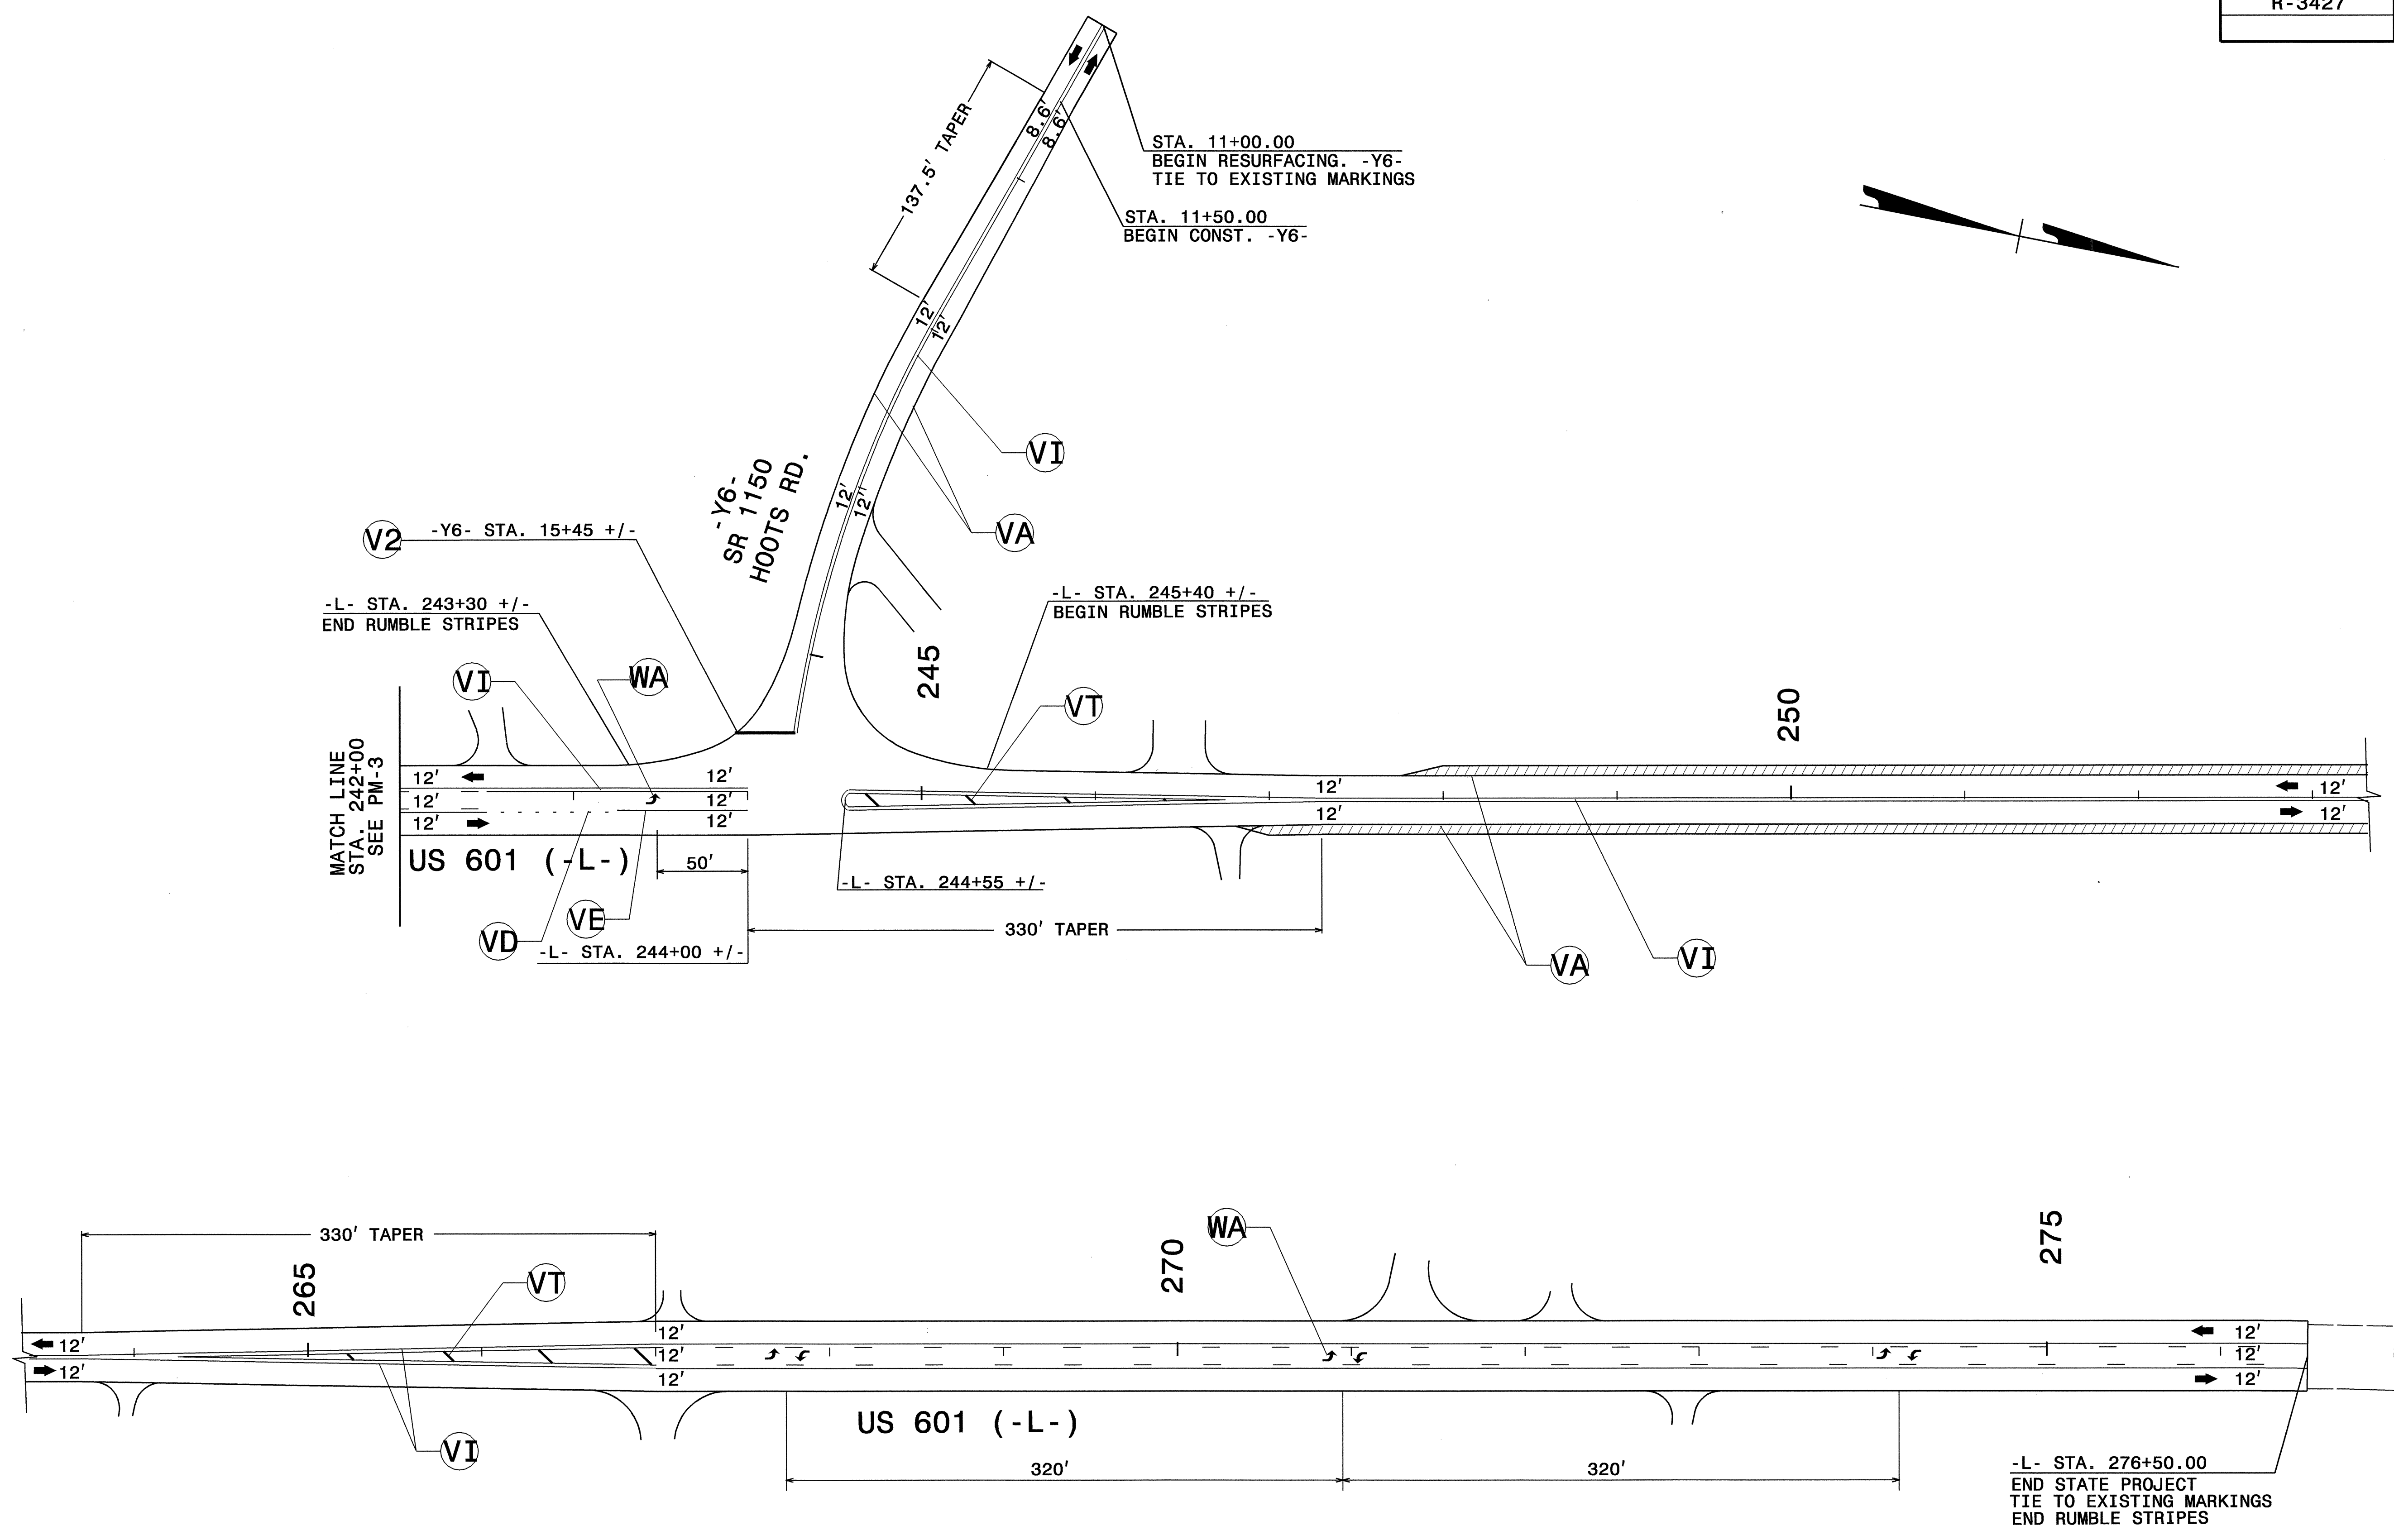 R-3427
137.5' TAPER
8.6'
8.6'
STA. 11+00.00
BEGIN RESURFACING. -Y6-
TIE TO EXISTING MARKINGS
STA. 11+50.00
BEGIN CONST. -Y6-
12'
12'
VI
-Y6-
SR 1150
HOOTS RD.
12'
12'
VA
V2
-Y6- STA. 15+45 +/-
-L- STA. 243+30 +/-
END RUMBLE STRIPES
-L- STA. 245+40 +/-
BEGIN RUMBLE STRIPES
VI
WA
245
VT
250
MATCH LINE
STA. 242+00
SEE PM-3
12'
12'
12'
12'
12'
12'
12'
12'
12'
12'
US 601 (-L-)
50'
-L- STA. 244+55 +/-
VD
VE
330' TAPER
-L- STA. 244+00 +/-
VA
VI
330' TAPER
265
VT
270
WA
275
12'
12'
12'
12'
12'
12'
12'
12'
VI
US 601 (-L-)
320'
320'
-L- STA. 276+50.00
END STATE PROJECT
TIE TO EXISTING MARKINGS
END RUMBLE STRIPES